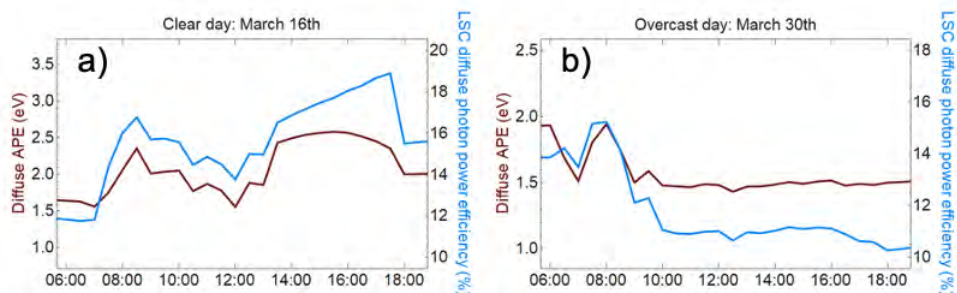 Clear day: March 16th
a)
Diffuse APE (eV)
3.5
3.0
2.5
2.0
1.5
1.0
20
18
16
14
12
10
LSC diffuse photon power efficiency (%)
06:00 08:00 10:00 12:00 14:00 16:00 18:00
Overcast day: March 30th
b)
Diffuse APE (eV)
2.5
2.0
1.5
1.0
18
16
14
12
10
LSC diffuse photon power efficiency (%)
06:00 08:00 10:00 12:00 14:00 16:00 18:00